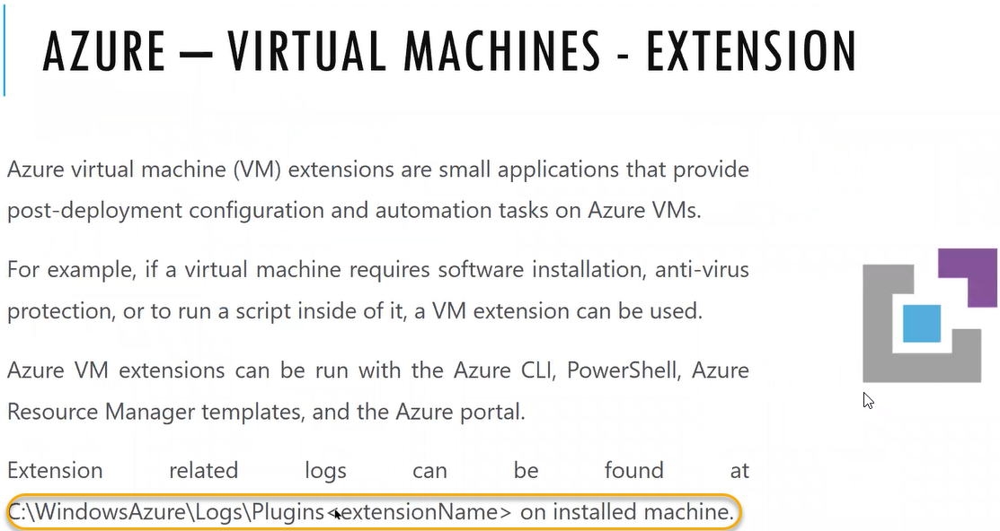 AZURE – VIRTUAL MACHINES - EXTENSION
Azure virtual machine (VM) extensions are small applications that provide
post-deployment configuration and automation tasks on Azure VMs.
For example, if a virtual machine requires software installation, anti-virus
protection, or to run a script inside of it, a VM extension can be used.
Azure VM extensions can be run with the Azure CLI, PowerShell, Azure
Resource Manager templates, and the Azure portal.
Extension related logs can be found at
C:\WindowsAzure\Logs\Plugins<extensionName> on installed machine.